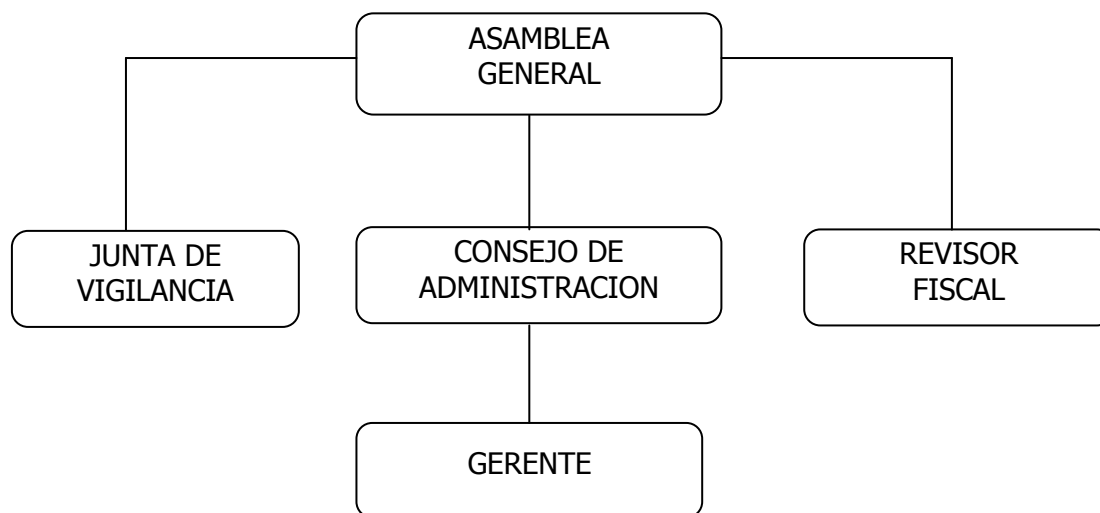 ASAMBLEA
GENERAL
JUNTA DE
VIGILANCIA
CONSEJO DE
ADMINISTRACION
REVISOR
FISCAL
GERENTE